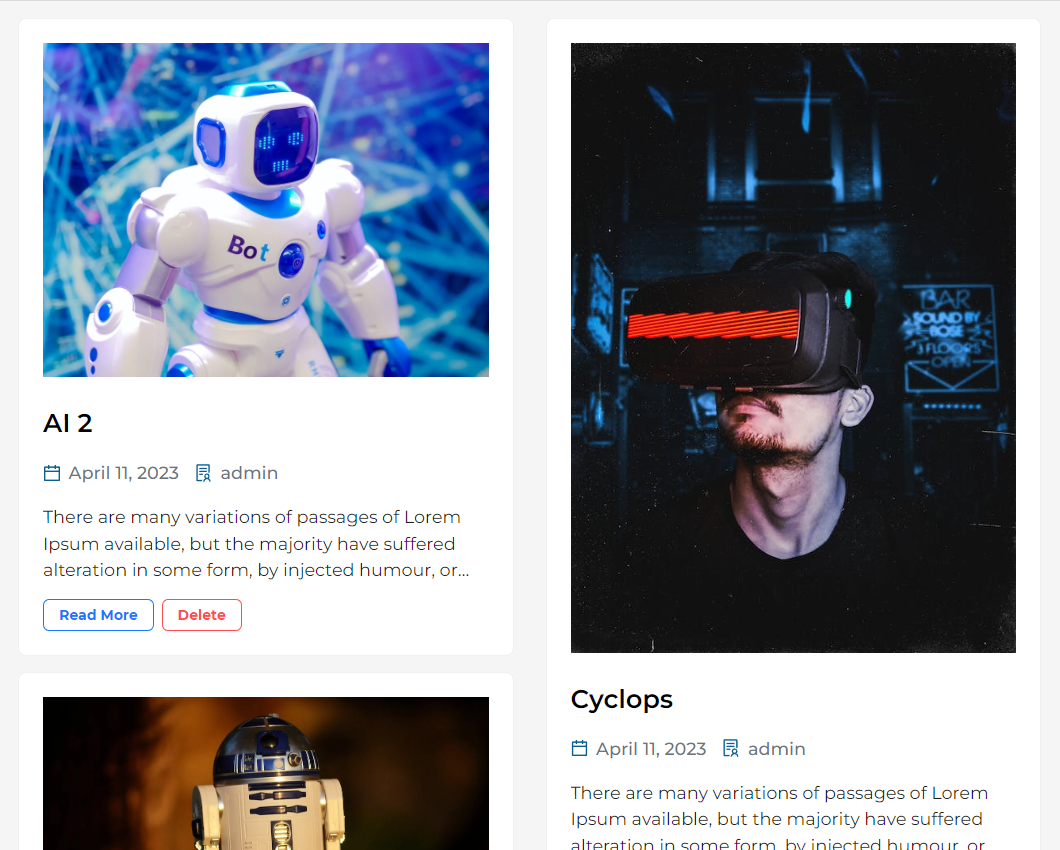 Bot
AI 2
April 11, 2023 admin
There are many variations of passages of Lorem
Ipsum available, but the majority have suffered
alteration in some form, by injected humour, or...
Read More Delete
BAR
SOUND BY
BOSE
3 FLOORS
OPEN
Cyclops
April 11, 2023 admin
There are many variations of passages of Lorem
Ipsum available, but the majority have suffered
alteration in some form, by injected humour, or